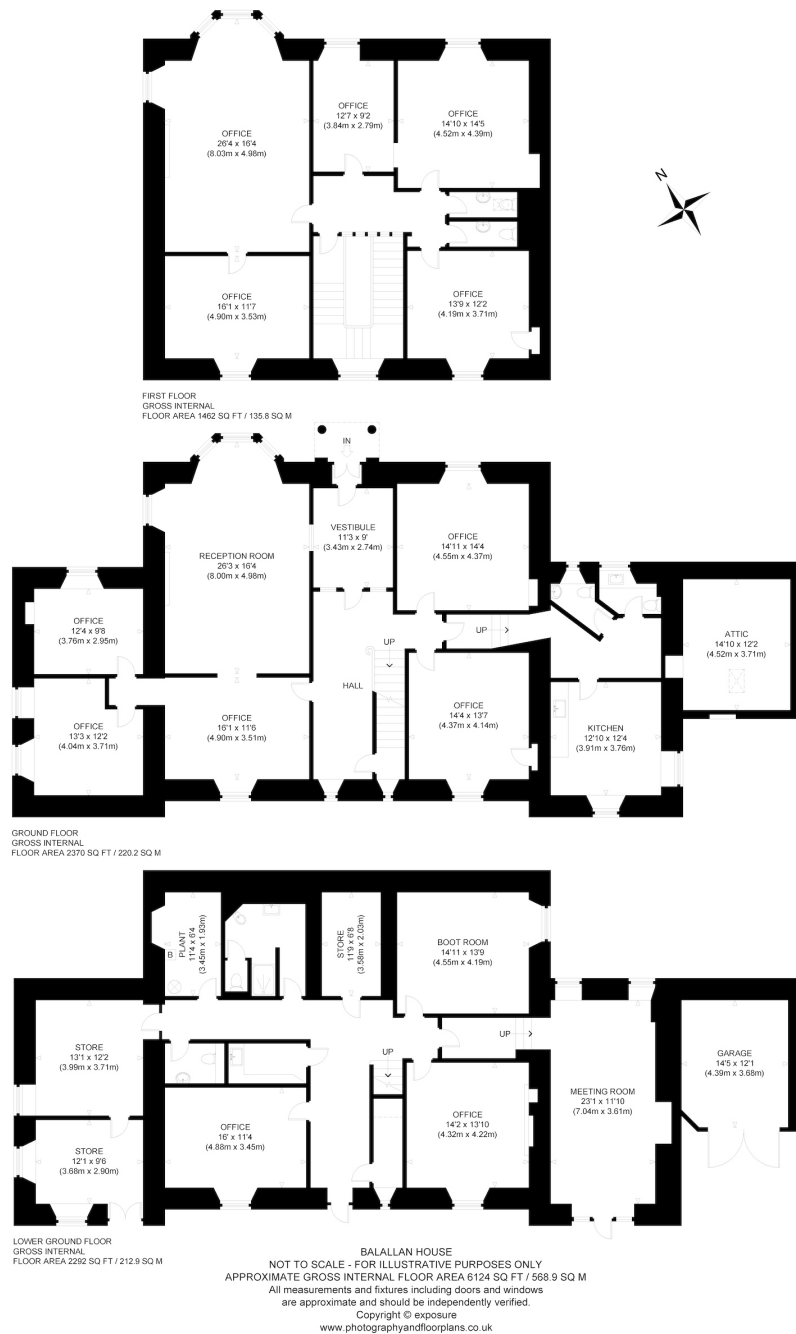 OFFICE
12'7 x 9'2
(3.84m x 2.79m)
OFFICE
14'10 x 14'5
(4.52m x 4.39m)
OFFICE
26'4 x 16'4
(8.03m x 4.98m)
N
OFFICE
16'1 x 11'7
(4.90m x 3.53m)
OFFICE
13'9 x 12'2
(4.19m x 3.71m)
FIRST FLOOR
GROSS INTERNAL
FLOOR AREA 1462 SQ FT / 135.8 SQ M
IN
VESTIBULE
11'3 x 9'
(3.43m x 2.74m)
OFFICE
14'11 x 14'4
(4.55m x 4.37m)
RECEPTION ROOM
26'3 x 16'4
(8.00m x 4.98m)
OFFICE
12'4 x 9'8
(3.76m x 2.95m)
UP
UP
ATTIC
14'10 x 12'2
(4.52m x 3.71m)
HALL
OFFICE
13'3 x 12'2
(4.04m x 3.71m)
OFFICE
16'1 x 11'6
(4.90m x 3.51m)
OFFICE
14'4 x 13'7
(4.37m x 4.14m)
KITCHEN
12'10 x 12'4
(3.91m x 3.76m)
GROUND FLOOR
GROSS INTERNAL
FLOOR AREA 2370 SQ FT / 220.2 SQ M
B
PLANT
11'4 x 6'4
(3.45m x 1.93m)
STORE
11'9 x 6'8
(3.58m x 2.03m)
BOOT ROOM
14'11 x 13'9
(4.55m x 4.19m)
STORE
13'1 x 12'2
(3.99m x 3.71m)
UP
UP
GARAGE
14'5 x 12'1
(4.39m x 3.68m)
MEETING ROOM
23'1 x 11'10
(7.04m x 3.61m)
STORE
12'1 x 9'6
(3.68m x 2.90m)
OFFICE
16' x 11'4
(4.88m x 3.45m)
OFFICE
14'2 x 13'10
(4.32m x 4.22m)
LOWER GROUND FLOOR
GROSS INTERNAL
FLOOR AREA 2292 SQ FT / 212.9 SQ M
BALALLAN HOUSE
NOT TO SCALE - FOR ILLUSTRATIVE PURPOSES ONLY
APPROXIMATE GROSS INTERNAL FLOOR AREA 6124 SQ FT / 568.9 SQ M
All measurements and fixtures including doors and windows
are approximate and should be independently verified.
Copyright © exposure
www.photographyandfloorplans.co.uk